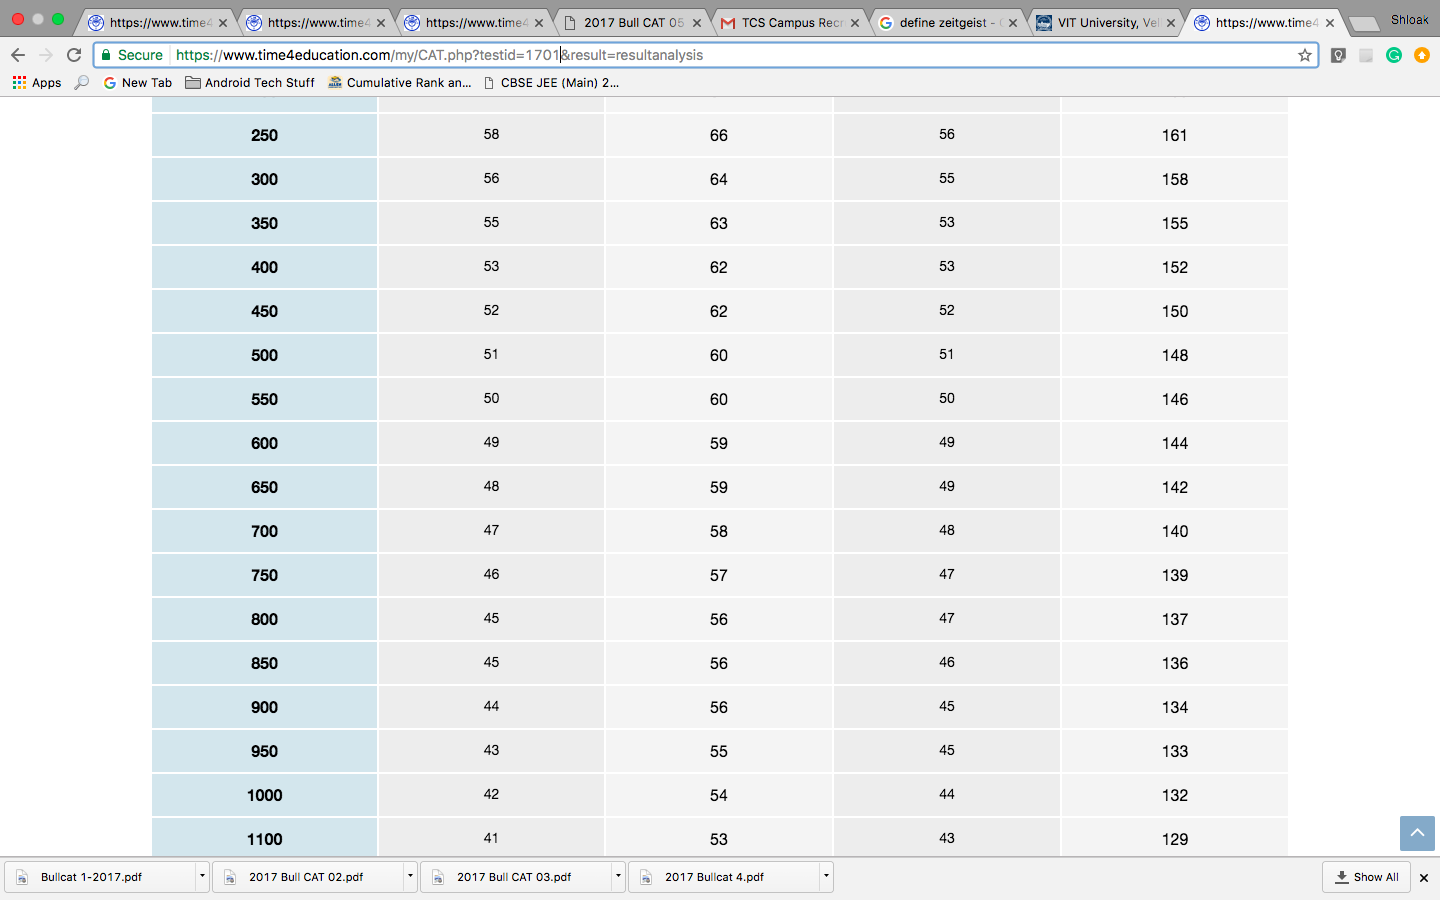 https://www.time4 https://www.time4 https://www.time4 2017 Bull CAT 05 TCS Campus Recr define zeitgeist - VIT University, Vel https://www.time4 Shloak
Secure https://www.time4education.com/my/CAT.php?testid=1701&result=resultanalysis
Apps New Tab Android Tech Stuff Cumulative Rank an... CBSE JEE (Main) 2...
250 58 66 56 161
300 56 64 55 158
350 55 63 53 155
400 53 62 53 152
450 52 62 52 150
500 51 60 51 148
550 50 60 50 146
600 49 59 49 144
650 48 59 49 142
700 47 58 48 140
750 46 57 47 139
800 45 56 47 137
850 45 56 46 136
900 44 56 45 134
950 43 55 45 133
1000 42 54 44 132
1100 41 53 43 129
Bullcat 1-2017.pdf 2017 Bull CAT 02.pdf 2017 Bull CAT 03.pdf 2017 Bullcat 4.pdf Show All